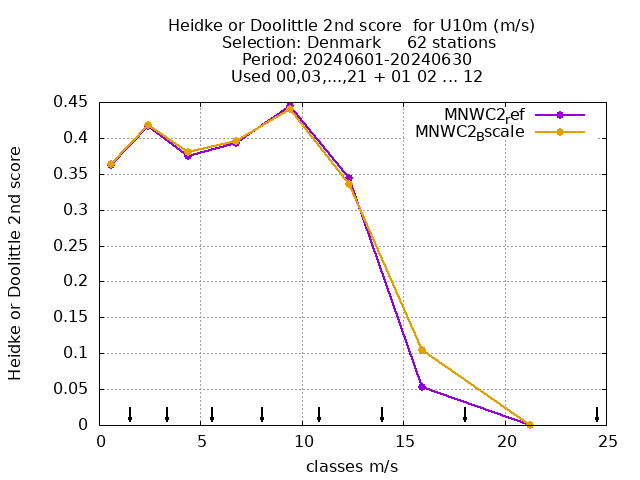 Heidke or Doolittle 2nd score  for U10m (m/s)
Selection: Denmark     62 stations
Period: 20240601-20240630
Used 00,03,...,21 + 01 02 ... 12
MNWC2ref
MNWC2Bscale
Heidke or Doolittle 2nd score
0.45
0.4
0.35
0.3
0.25
0.2
0.15
0.1
0.05
0
0 5 10 15 20 25
classes m/s